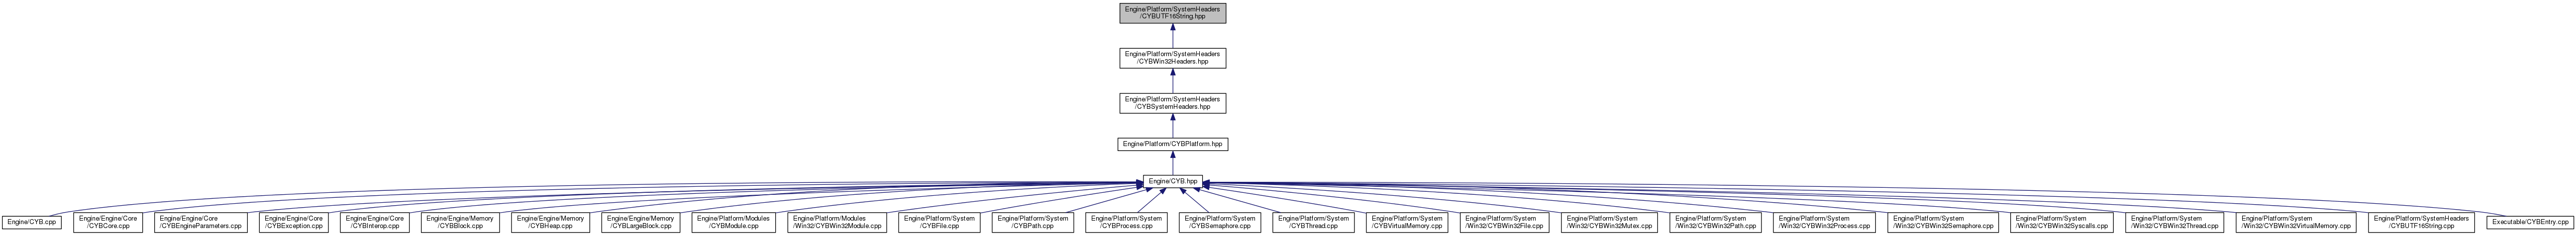 Engine/Platform/SystemHeaders
/CYBUTF16String.hpp
Engine/Platform/SystemHeaders
/CYBWin32Headers.hpp
Engine/Platform/SystemHeaders
/CYBSystemHeaders.hpp
Engine/Platform/CYBPlatform.hpp
Engine/CYB.hpp
Engine/CYB.cpp
Engine/Engine/Core
/CYBCore.cpp
Engine/Engine/Core
/CYBEngineParameters.cpp
Engine/Engine/Core
/CYBException.cpp
Engine/Engine/Core
/CYBInterop.cpp
Engine/Engine/Memory
/CYBBlock.cpp
Engine/Engine/Memory
/CYBHeap.cpp
Engine/Engine/Memory
/CYBLargeBlock.cpp
Engine/Platform/Modules
/CYBModule.cpp
Engine/Platform/Modules
/Win32/CYBWin32Module.cpp
Engine/Platform/System
/CYBFile.cpp
Engine/Platform/System
/CYBPath.cpp
Engine/Platform/System
/CYBProcess.cpp
Engine/Platform/System
/CYBSemaphore.cpp
Engine/Platform/System
/CYBThread.cpp
Engine/Platform/System
/CYBVirtualMemory.cpp
Engine/Platform/System
/Win32/CYBWin32File.cpp
Engine/Platform/System
/Win32/CYBWin32Mutex.cpp
Engine/Platform/System
/Win32/CYBWin32Path.cpp
Engine/Platform/System
/Win32/CYBWin32Process.cpp
Engine/Platform/System
/Win32/CYBWin32Semaphore.cpp
Engine/Platform/System
/Win32/CYBWin32Syscalls.cpp
Engine/Platform/System
/Win32/CYBWin32Thread.cpp
Engine/Platform/System
/Win32/CYBWin32VirtualMemory.cpp
Engine/Platform/SystemHeaders
/CYBUTF16String.cpp
Executable/CYBEntry.cpp